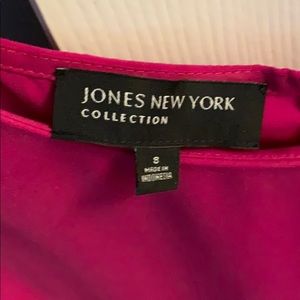 JONES NEW YORK
COLLECTION
8
MADE IN
INDONESIA